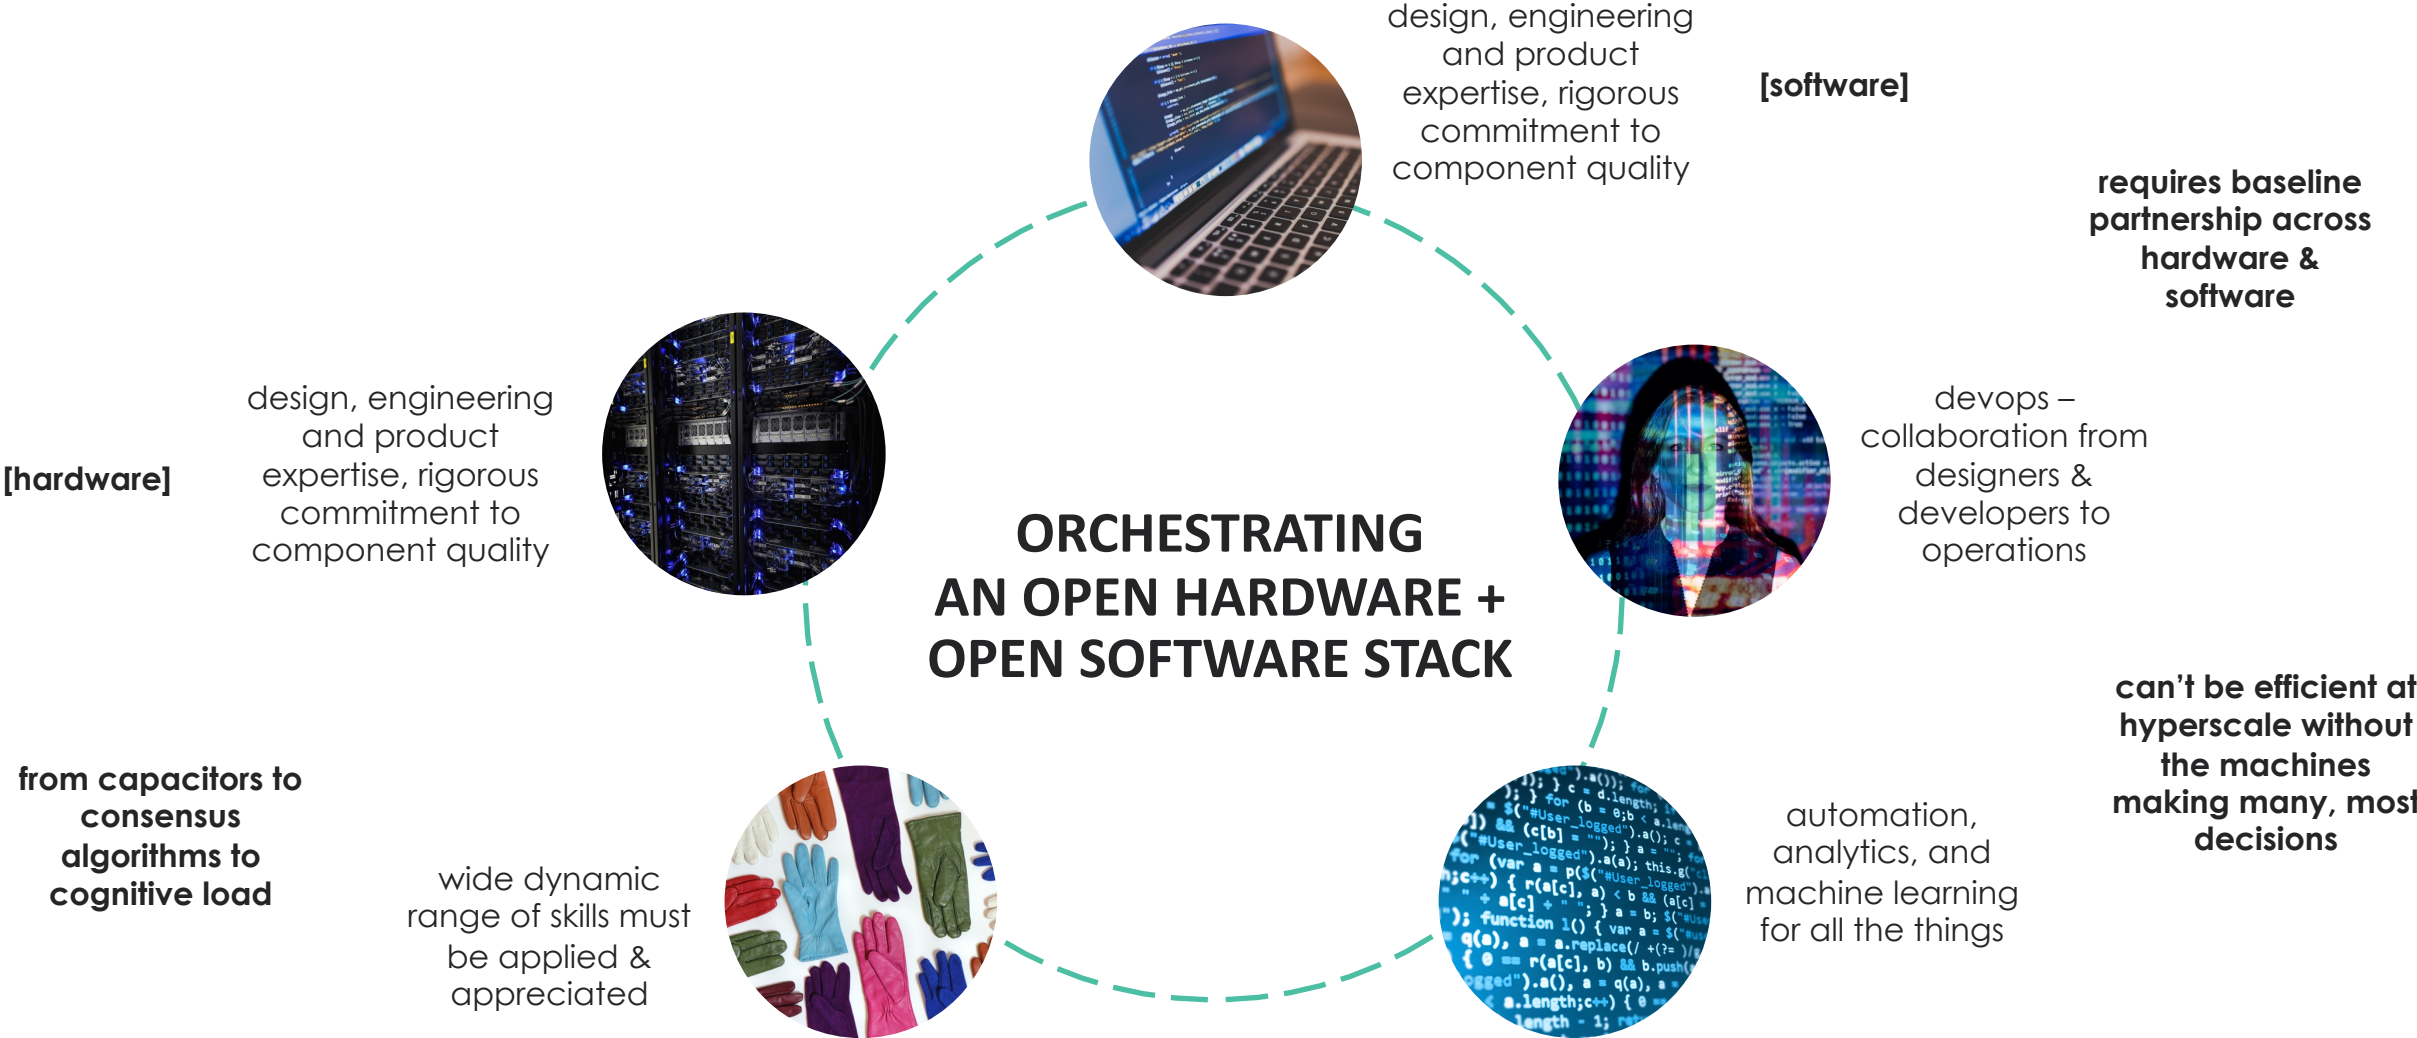 design, engineering
and product
expertise, rigorous
commitment to
component quality
[software]
requires baseline
partnership across
hardware &
software
[hardware]
design, engineering
and product
expertise, rigorous
commitment to
component quality
devops –
collaboration from
designers &
developers to
operations
ORCHESTRATING
AN OPEN HARDWARE +
OPEN SOFTWARE STACK
from capacitors to
consensus
algorithms to
cognitive load
wide dynamic
range of skills must
be applied &
appreciated
automation,
analytics, and
machine learning
for all the things
can’t be efficient at
hyperscale without
the machines
making many, most
decisions